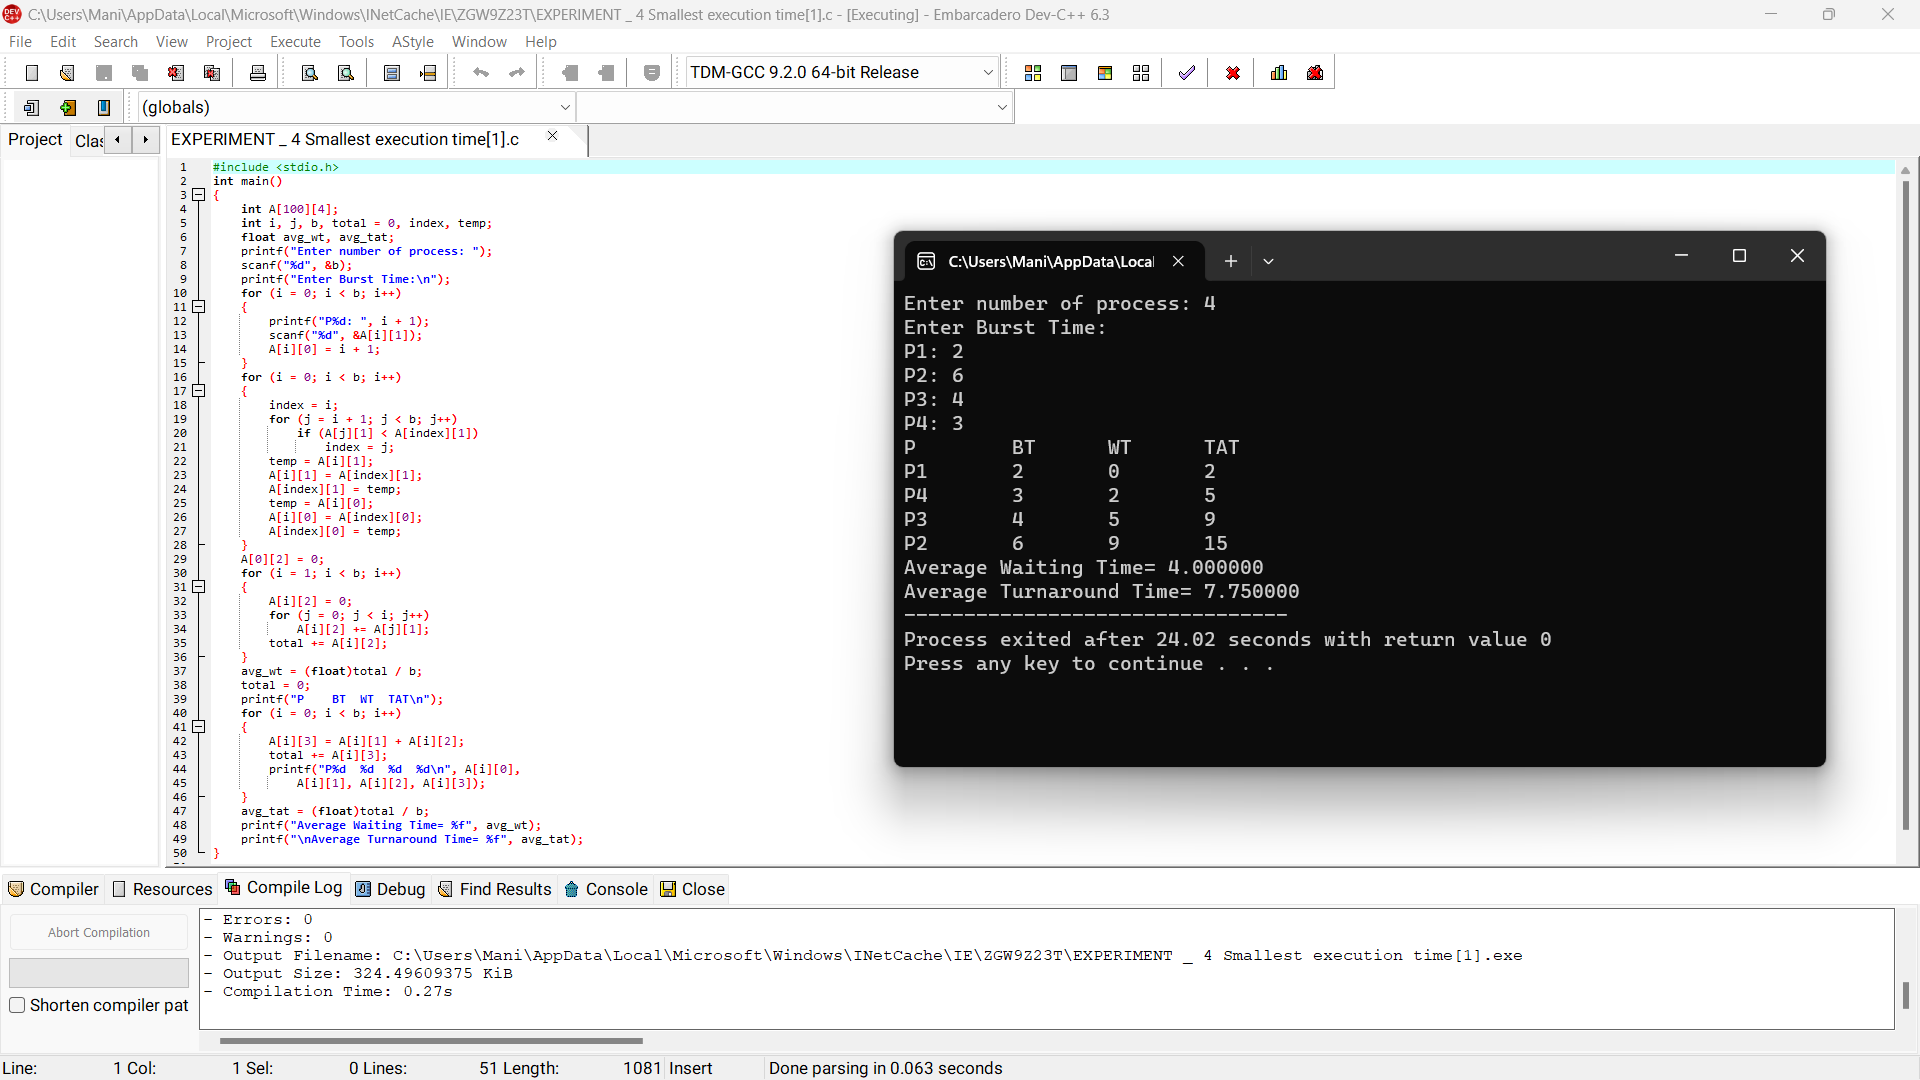 C:\Users\Mani\AppData\Local\Microsoft\Windows\INetCache\IE\ZGW9Z23T\EXPERIMENT _ 4 Smallest execution time[1].c - [Executing] - Embarcadero Dev-C++ 6.3
File Edit Search View Project Execute Tools AStyle Window Help
TDM-GCC 9.2.0 64-bit Release
(globals)
Project Clas EXPERIMENT _ 4 Smallest execution time[1].c
1 #include <stdio.h>
2 int main()
3 {
4 int A[100][4];
5 int i, j, b, total = 0, index, temp;
6 float avg_wt, avg_tat;
7 printf("Enter number of process: ");
8 scanf("%d", &b);
9 printf("Enter Burst Time:\n");
10 for (i = 0; i < b; i++)
11 {
12 printf("P%d: ", i + 1);
13 scanf("%d", &A[i][1]);
14 A[i][0] = i + 1;
15 }
16 for (i = 0; i < b; i++)
17 {
18 index = i;
19 for (j = i + 1; j < b; j++)
20 if (A[j][1] < A[index][1])
21 index = j;
22 temp = A[i][1];
23 A[i][1] = A[index][1];
24 A[index][1] = temp;
25 temp = A[i][0];
26 A[i][0] = A[index][0];
27 A[index][0] = temp;
28 }
29 A[0][2] = 0;
30 for (i = 1; i < b; i++)
31 {
32 A[i][2] = 0;
33 for (j = 0; j < i; j++)
34 A[i][2] += A[j][1];
35 total += A[i][2];
36 }
37 avg_wt = (float)total / b;
38 total = 0;
39 printf("P    BT  WT  TAT\n");
40 for (i = 0; i < b; i++)
41 {
42 A[i][3] = A[i][1] + A[i][2];
43 total += A[i][3];
44 printf("P%d  %d  %d  %d\n", A[i][0],
45 A[i][1], A[i][2], A[i][3]);
46 }
47 avg_tat = (float)total / b;
48 printf("Average Waiting Time= %f", avg_wt);
49 printf("\nAverage Turnaround Time= %f", avg_tat);
50 }
C:\Users\Mani\AppData\Local
Enter number of process: 4
Enter Burst Time:
P1: 2
P2: 6
P3: 4
P4: 3
P BT WT TAT
P1 2 0 2
P4 3 2 5
P3 4 5 9
P2 6 9 15
Average Waiting Time= 4.000000
Average Turnaround Time= 7.750000
--------------------------------
Process exited after 24.02 seconds with return value 0
Press any key to continue . . .
Compiler Resources Compile Log Debug Find Results Console Close
Abort Compilation
Shorten compiler pat
- Errors: 0
- Warnings: 0
- Output Filename: C:\Users\Mani\AppData\Local\Microsoft\Windows\INetCache\IE\ZGW9Z23T\EXPERIMENT _ 4 Smallest execution time[1].exe
- Output Size: 324.49609375 KiB
- Compilation Time: 0.27s
Line: 1 Col: 1 Sel: 0 Lines: 51 Length: 1081 Insert Done parsing in 0.063 seconds